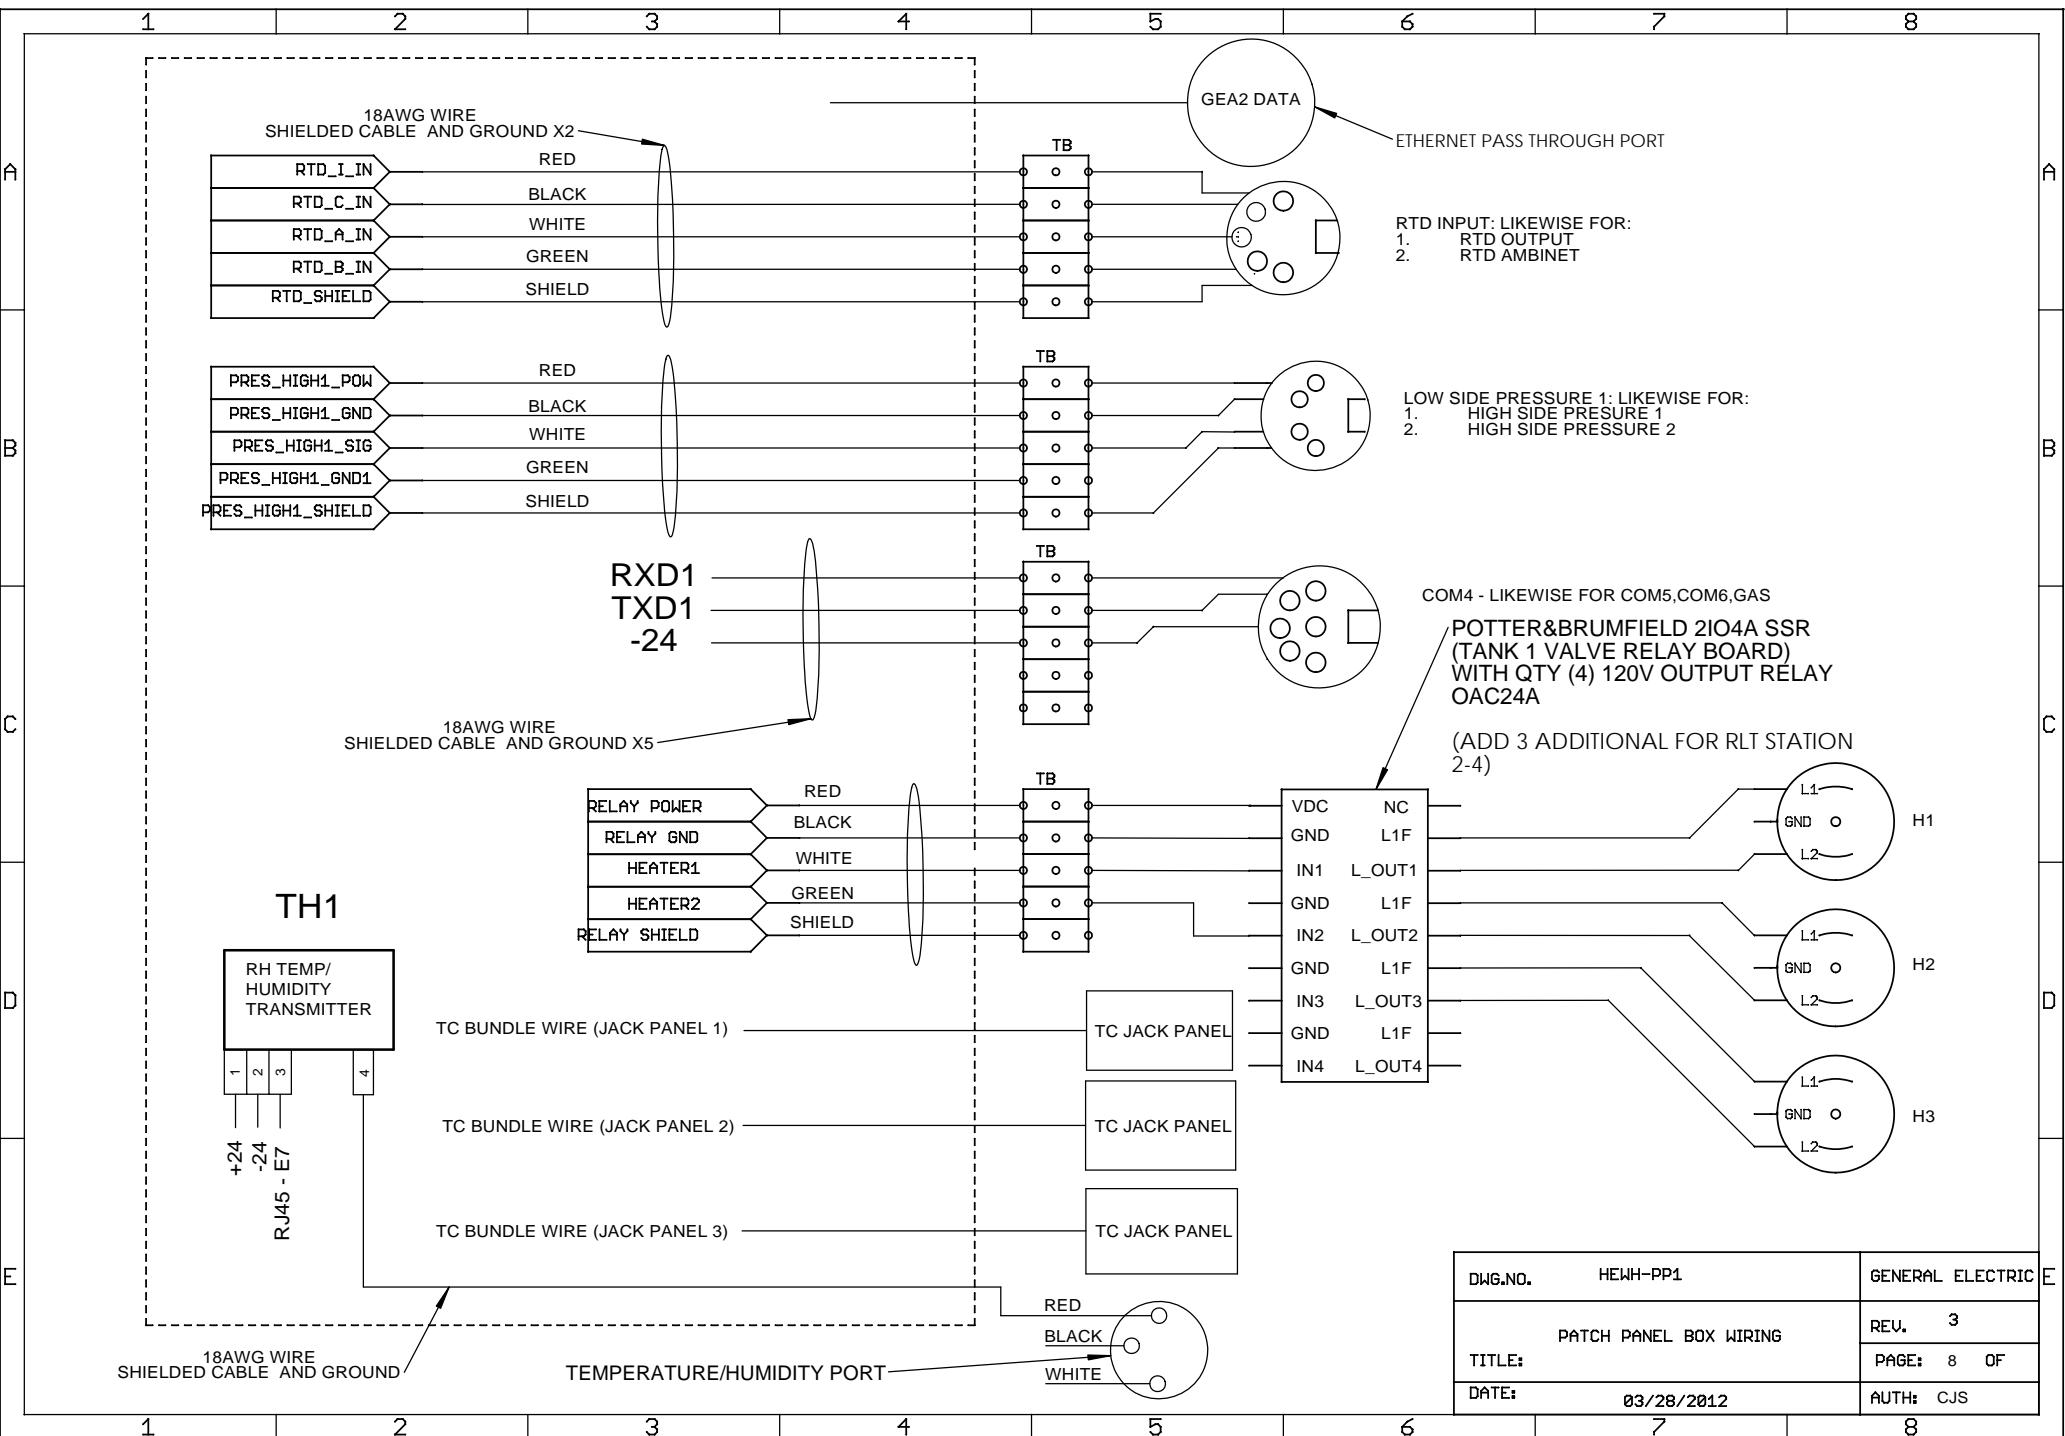 1 2 3 4 5 6 7 8
A
B
C
D
E
A
B
C
D
E
GEA2 DATA
ETHERNET PASS THROUGH PORT
18AWG WIRE
SHIELDED CABLE AND GROUND X2
RTD_I_IN RED
RTD_C_IN BLACK
RTD_A_IN WHITE
RTD_B_IN GREEN
RTD_SHIELD SHIELD
TB
RTD INPUT: LIKEWISE FOR:
1. RTD OUTPUT
2. RTD AMBINET
PRES_HIGH1_POW RED
PRES_HIGH1_GND BLACK
PRES_HIGH1_SIG WHITE
PRES_HIGH1_GND1 GREEN
PRES_HIGH1_SHIELD SHIELD
TB
LOW SIDE PRESSURE 1: LIKEWISE FOR:
1. HIGH SIDE PRESURE 1
2. HIGH SIDE PRESSURE 2
RXD1
TXD1
-24
TB
18AWG WIRE
SHIELDED CABLE AND GROUND X5
COM4 - LIKEWISE FOR COM5,COM6,GAS
POTTER&BRUMFIELD 2IO4A SSR
(TANK 1 VALVE RELAY BOARD)
WITH QTY (4) 120V OUTPUT RELAY
OAC24A
(ADD 3 ADDITIONAL FOR RLT STATION
2-4)
RELAY POWER RED
RELAY GND BLACK
HEATER1 WHITE
HEATER2 GREEN
RELAY SHIELD SHIELD
TB
VDC NC
GND L1F
IN1 L_OUT1
GND L1F
IN2 L_OUT2
GND L1F
IN3 L_OUT3
GND L1F
IN4 L_OUT4
L1
GND
L2
H1
L1
GND
L2
H2
L1
GND
L2
H3
TH1
RH TEMP/
HUMIDITY
TRANSMITTER
1 2 3 4
+24
-24
RJ45 - E7
TC BUNDLE WIRE (JACK PANEL 1)
TC JACK PANEL
TC BUNDLE WIRE (JACK PANEL 2)
TC JACK PANEL
TC BUNDLE WIRE (JACK PANEL 3)
TC JACK PANEL
18AWG WIRE
SHIELDED CABLE AND GROUND
TEMPERATURE/HUMIDITY PORT
RED
BLACK
WHITE
DWG.NO. HEWH-PP1
GENERAL ELECTRIC
PATCH PANEL BOX WIRING
TITLE:
REV. 3
PAGE: 8 OF
DATE: 03/28/2012
AUTH: CJS
1 2 3 4 5 6 7 8